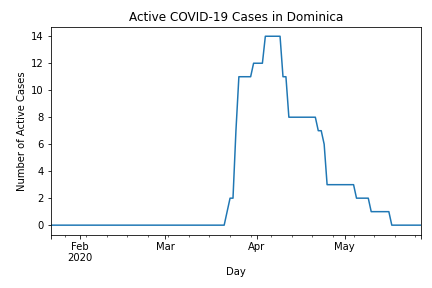 Active COVID-19 Cases in Dominica
Number of Active Cases
14
12
10
8
6
4
2
0
Feb
2020
Mar
Apr
May
Day